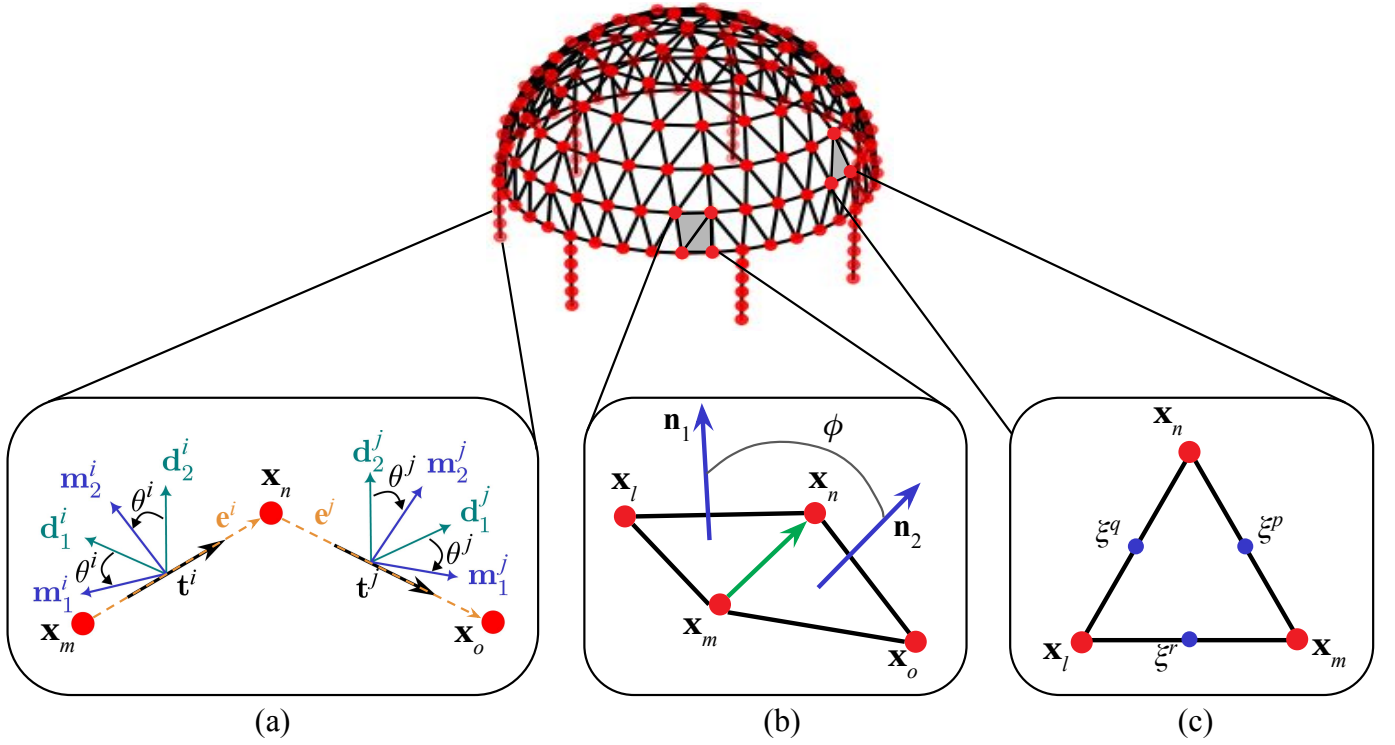 𝐝₂ⁱ
𝐦₂ⁱ
θⁱ
𝐝₁ⁱ
θⁱ
𝐦₁ⁱ
𝐭ⁱ
𝐞ⁱ
𝐱ₘ
𝐱ₙ
𝐞ʲ
𝐝₂ʲ
θʲ
𝐦₂ʲ
𝐝₁ʲ
θʲ
𝐦₁ʲ
𝐭ʲ
𝐱ₒ
(a)
𝐧₁
ϕ
𝐱ₗ
𝐱ₙ
𝐧₂
𝐱ₘ
𝐱ₒ
(b)
𝐱ₙ
ξ^q
ξ^p
𝐱ₗ
ξ^r
𝐱ₘ
(c)